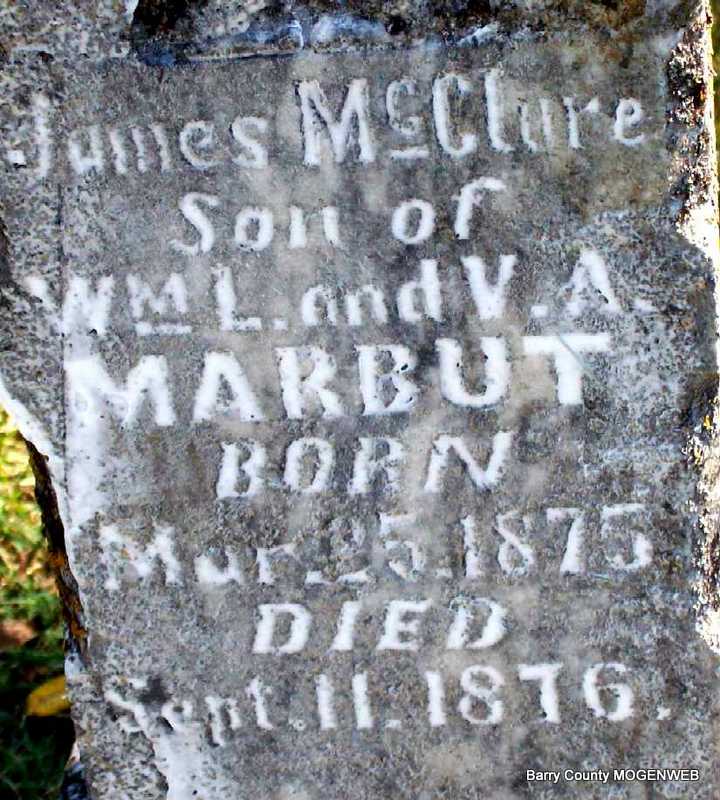 James McClure
Son of
Wm L. and V. A.
MARBUT
BORN
Mar. 25. 1875
DIED
Sept. 11. 1876.
Barry County MOGENWEB